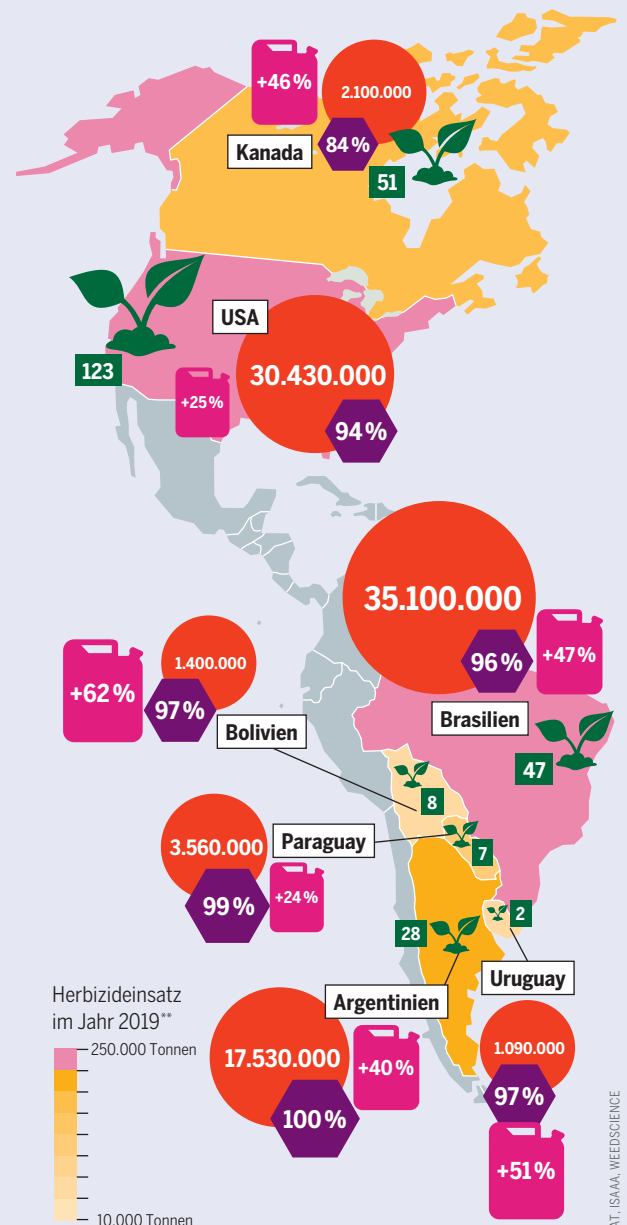 +46 %
2.100.000
Kanada
84 %
51
USA
123
30.430.000
+25 %
94 %
35.100.000
96 %
+47 %
Brasilien
47
1.400.000
+62 %
97 %
Bolivien
8
3.560.000
Paraguay
7
99 %
+24 %
2
28
Uruguay
Argentinien
Herbizideinsatz
im Jahr 2019**
250.000 Tonnen
10.000 Tonnen
17.530.000
+40 %
100 %
1.090.000
97 %
+51 %
ISAAA, WEEDSCIENCE